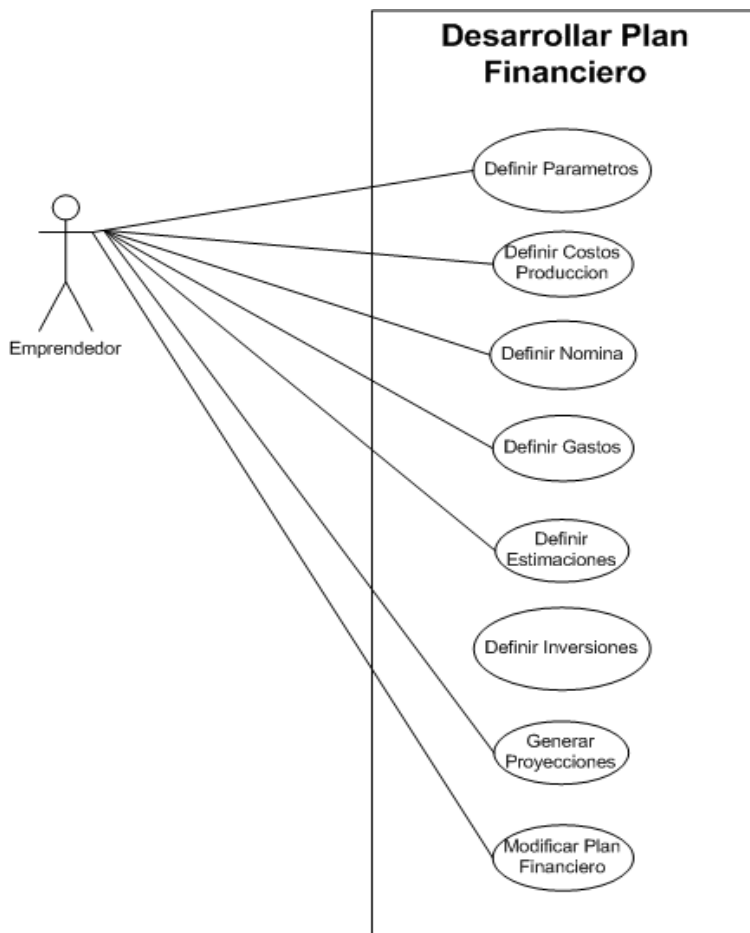 Desarrollar Plan
Financiero
Definir Parametros
Emprendedor
Definir Costos
Produccion
Definir Nomina
Definir Gastos
Definir
Estimaciones
Definir Inversiones
Generar
Proyecciones
Modificar Plan
Financiero